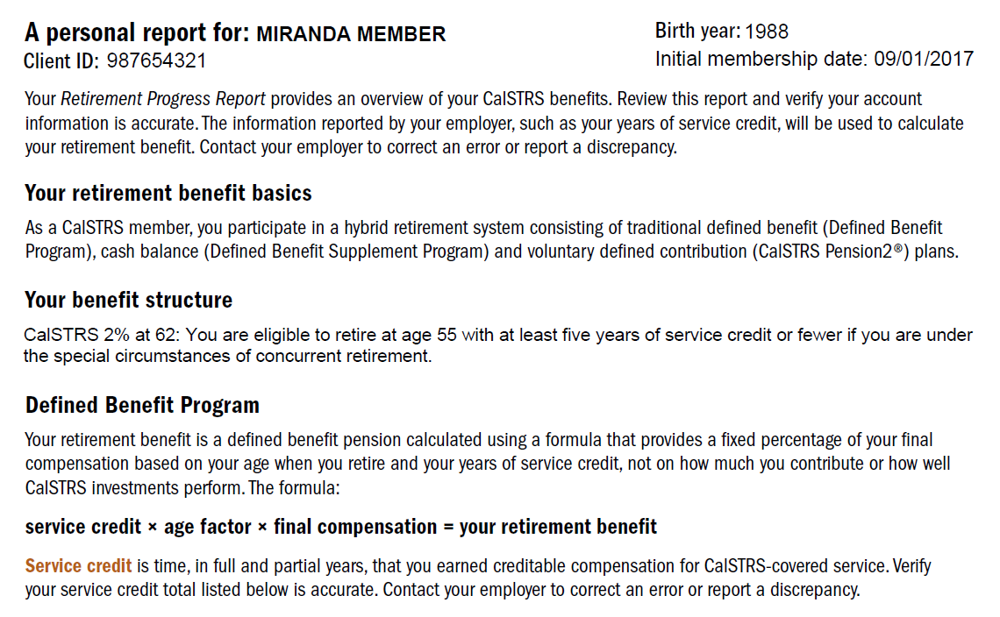 A personal report for: MIRANDA MEMBER
Birth year: 1988
Client ID: 987654321
Initial membership date: 09/01/2017
Your Retirement Progress Report provides an overview of your CalSTRS benefits. Review this report and verify your account
information is accurate. The information reported by your employer, such as your years of service credit, will be used to calculate
your retirement benefit. Contact your employer to correct an error or report a discrepancy.
Your retirement benefit basics
As a CalSTRS member, you participate in a hybrid retirement system consisting of traditional defined benefit (Defined Benefit
Program), cash balance (Defined Benefit Supplement Program) and voluntary defined contribution (CalSTRS Pension2®) plans.
Your benefit structure
CalSTRS 2% at 62: You are eligible to retire at age 55 with at least five years of service credit or fewer if you are under
the special circumstances of concurrent retirement.
Defined Benefit Program
Your retirement benefit is a defined benefit pension calculated using a formula that provides a fixed percentage of your final
compensation based on your age when you retire and your years of service credit, not on how much you contribute or how well
CalSTRS investments perform. The formula:
service credit × age factor × final compensation = your retirement benefit
Service credit is time, in full and partial years, that you earned creditable compensation for CalSTRS-covered service. Verify
your service credit total listed below is accurate. Contact your employer to correct an error or report a discrepancy.